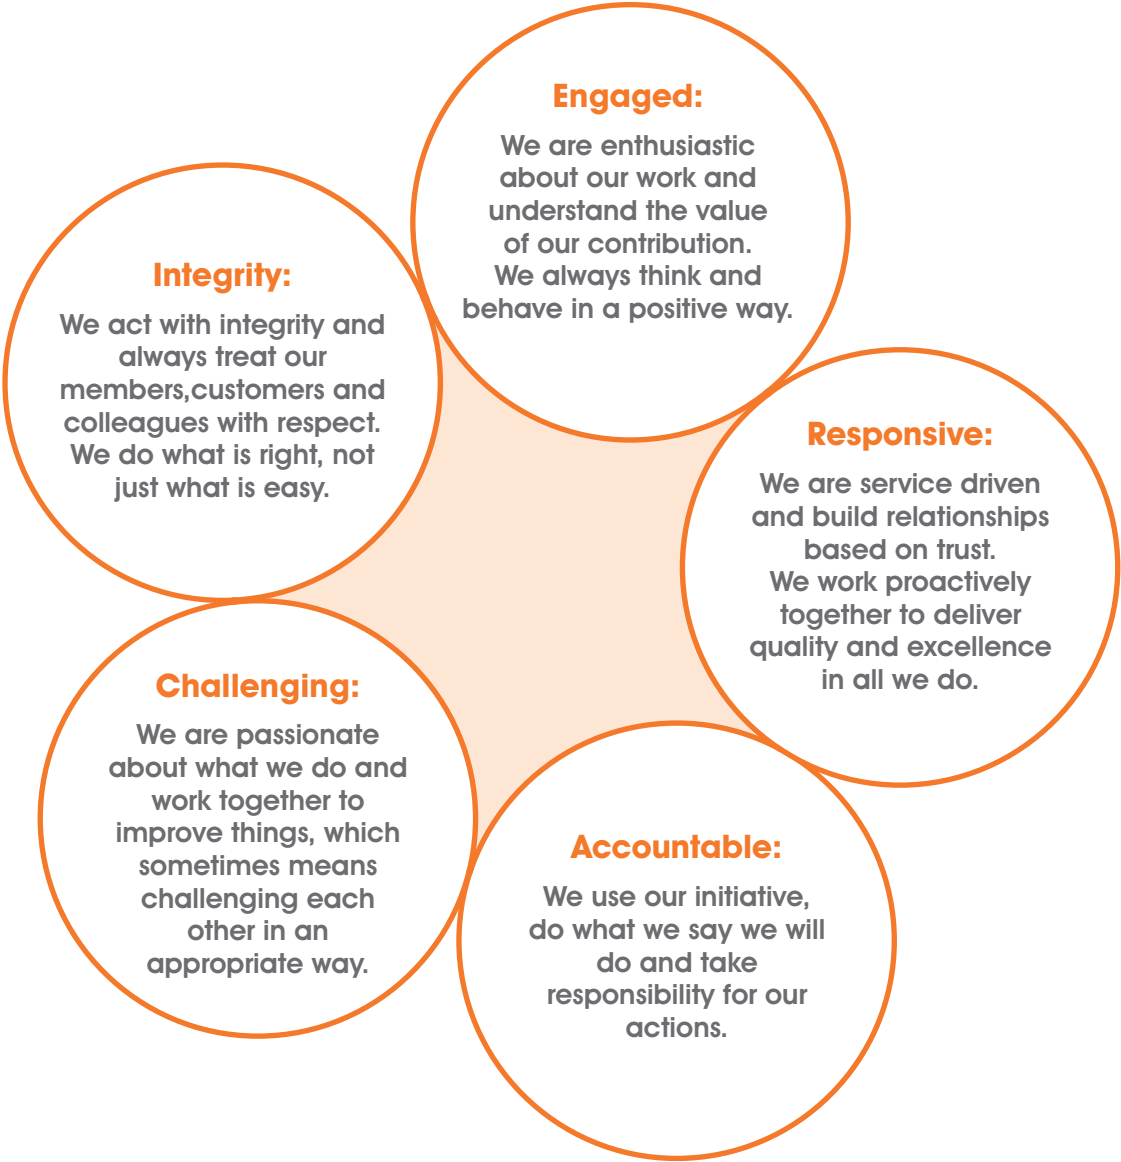 Engaged:
We are enthusiastic
about our work and
understand the value
of our contribution.
We always think and
behave in a positive way.
Integrity:
We act with integrity and
always treat our
members,customers and
colleagues with respect.
We do what is right, not
just what is easy.
Responsive:
We are service driven
and build relationships
based on trust.
We work proactively
together to deliver
quality and excellence
in all we do.
Challenging:
We are passionate
about what we do and
work together to
improve things, which
sometimes means
challenging each
other in an
appropriate way.
Accountable:
We use our initiative,
do what we say we will
do and take
responsibility for our
actions.